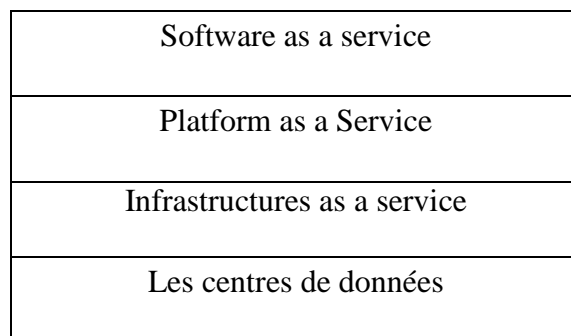 Software as a service
Platform as a Service
Infrastructures as a service
Les centres de données